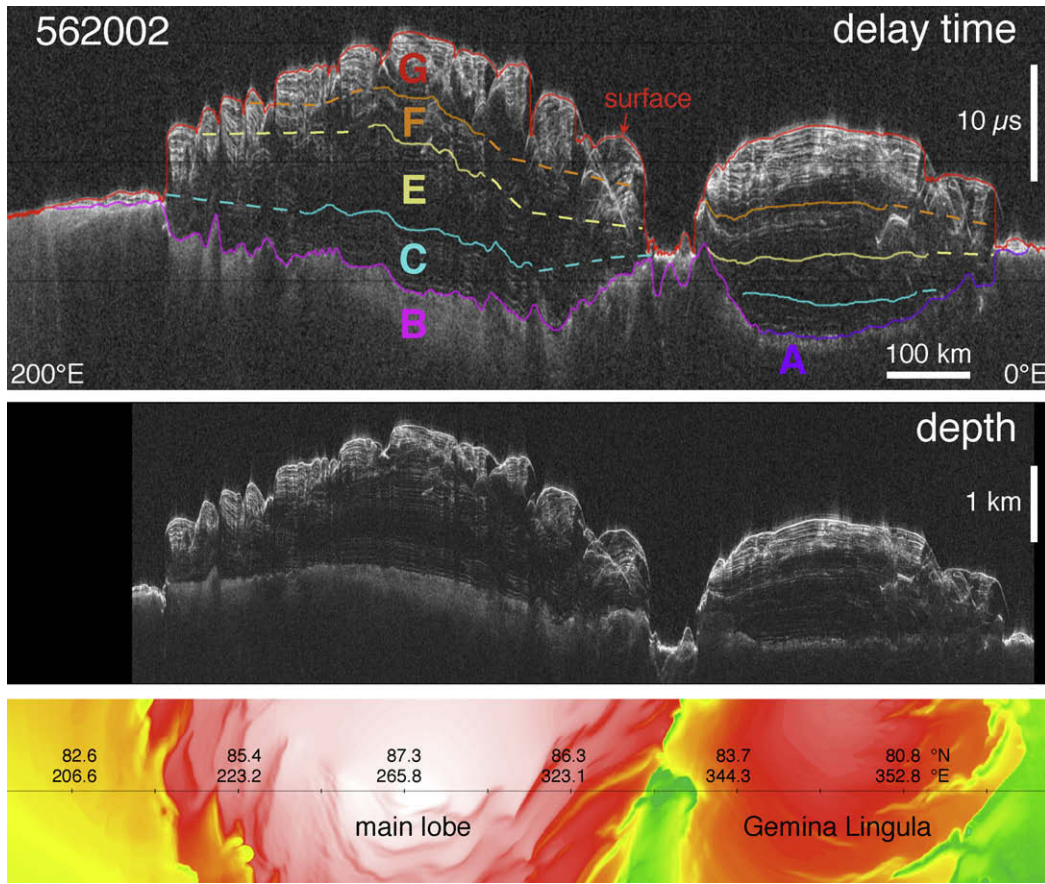 562002
delay time
G
surface
F
10 µs
E
C
B
A
100 km
200°E
0°E
depth
1 km
82.6 85.4 87.3 86.3 83.7 80.8 °N
206.6 223.2 265.8 323.1 344.3 352.8 °E
main lobe Gemina Lingula